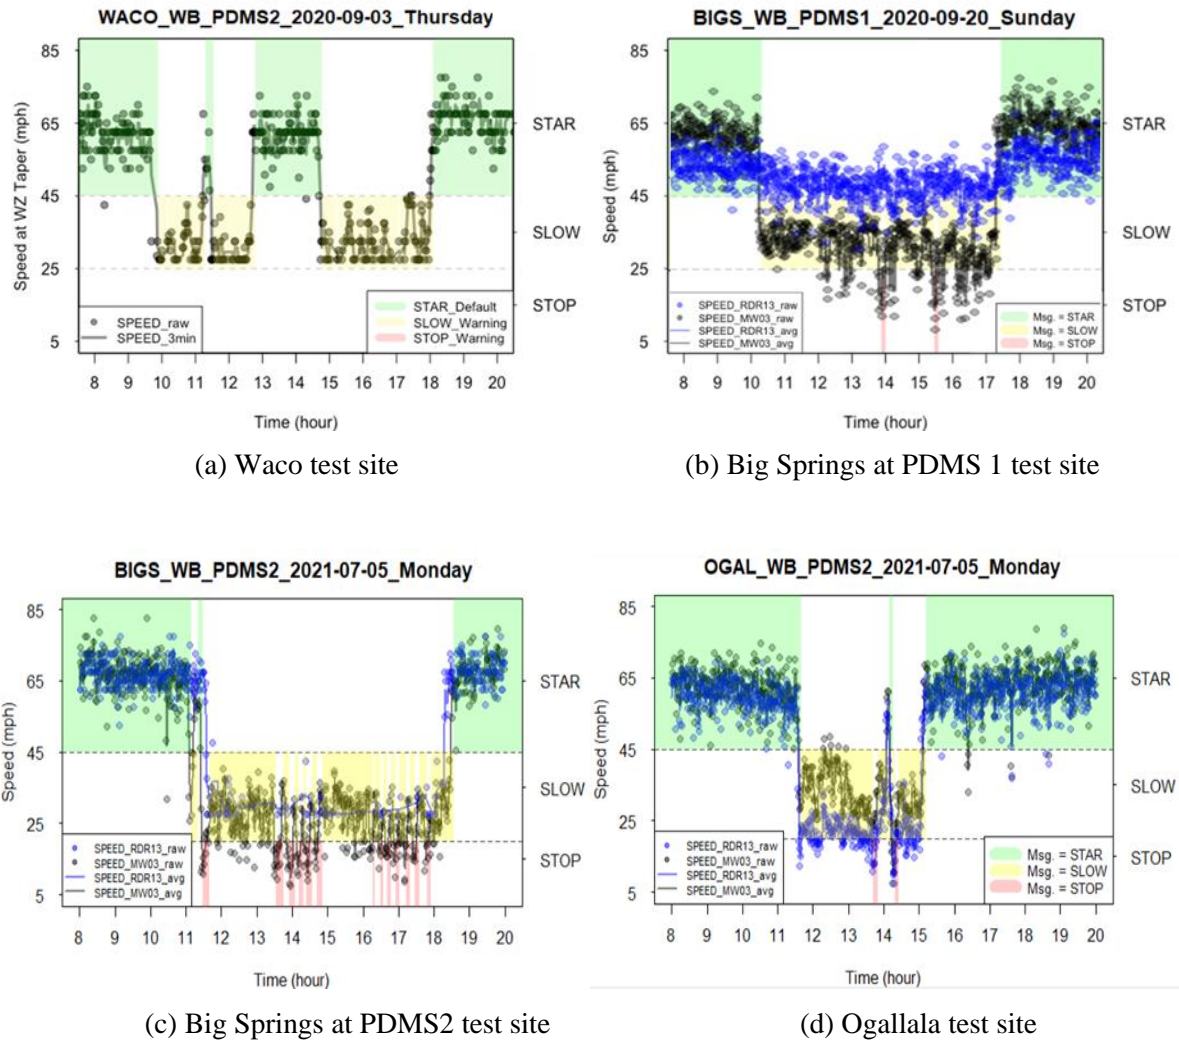 WACO_WB_PDMS2_2020-09-03_Thursday
85
65
45
25
5
Speed at WZ Taper (mph)
STAR
SLOW
STOP
SPEED_raw
SPEED_3min
STAR_Default
SLOW_Warning
STOP_Warning
8 9 10 11 12 13 14 15 16 17 18 19 20
Time (hour)
(a) Waco test site
BIGS_WB_PDMS1_2020-09-20_Sunday
85
65
45
25
5
Speed (mph)
STAR
SLOW
STOP
SPEED_RDR13_raw
SPEED_MW03_raw
SPEED_RDR13_avg
SPEED_MW03_avg
Msg. = STAR
Msg. = SLOW
Msg. = STOP
8 9 10 11 12 13 14 15 16 17 18 19 20
Time (hour)
(b) Big Springs at PDMS 1 test site
BIGS_WB_PDMS2_2021-07-05_Monday
85
65
45
25
5
Speed (mph)
STAR
SLOW
STOP
SPEED_RDR13_raw
SPEED_MW03_raw
SPEED_RDR13_avg
SPEED_MW03_avg
8 9 10 11 12 13 14 15 16 17 18 19 20
Time (hour)
(c) Big Springs at PDMS2 test site
OGAL_WB_PDMS2_2021-07-05_Monday
85
65
45
25
5
Speed (mph)
STAR
SLOW
STOP
SPEED_RDR13_raw
SPEED_MW03_raw
SPEED_RDR13_avg
SPEED_MW03_avg
Msg. = STAR
Msg. = SLOW
Msg. = STOP
8 9 10 11 12 13 14 15 16 17 18 19 20
Time (hour)
(d) Ogallala test site